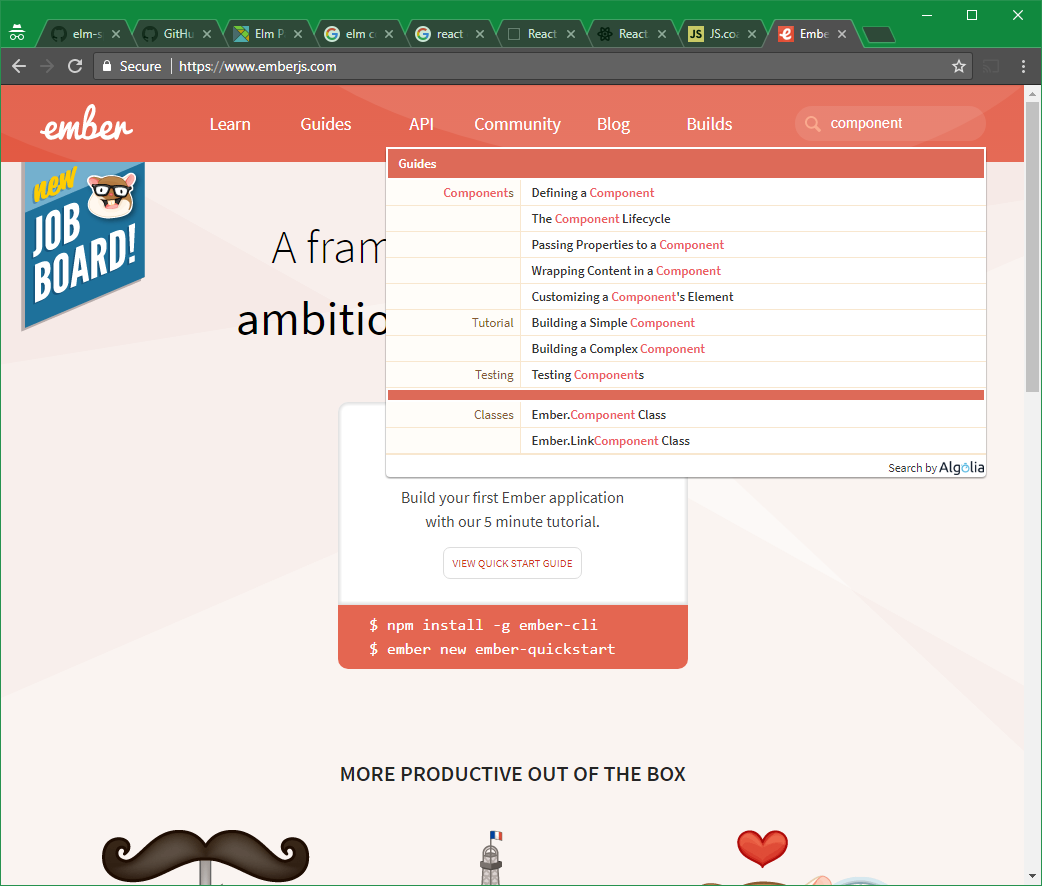 elm-s
GitHu
Elm P
elm c
react
React
React
JS
JS.co
Embe
Secure
https://www.emberjs.com
ember
Learn
Guides
API
Community
Blog
Builds
component
new
JOB
BOARD!
Guides
Components
Defining a Component
The Component Lifecycle
Passing Properties to a Component
Wrapping Content in a Component
Customizing a Component's Element
Tutorial
Building a Simple Component
Building a Complex Component
Testing
Testing Components
Classes
Ember.Component Class
Ember.LinkComponent Class
Search by Algolia
A fram
ambitio
Build your first Ember application
with our 5 minute tutorial.
VIEW QUICK START GUIDE
$ npm install -g ember-cli
$ ember new ember-quickstart
MORE PRODUCTIVE OUT OF THE BOX